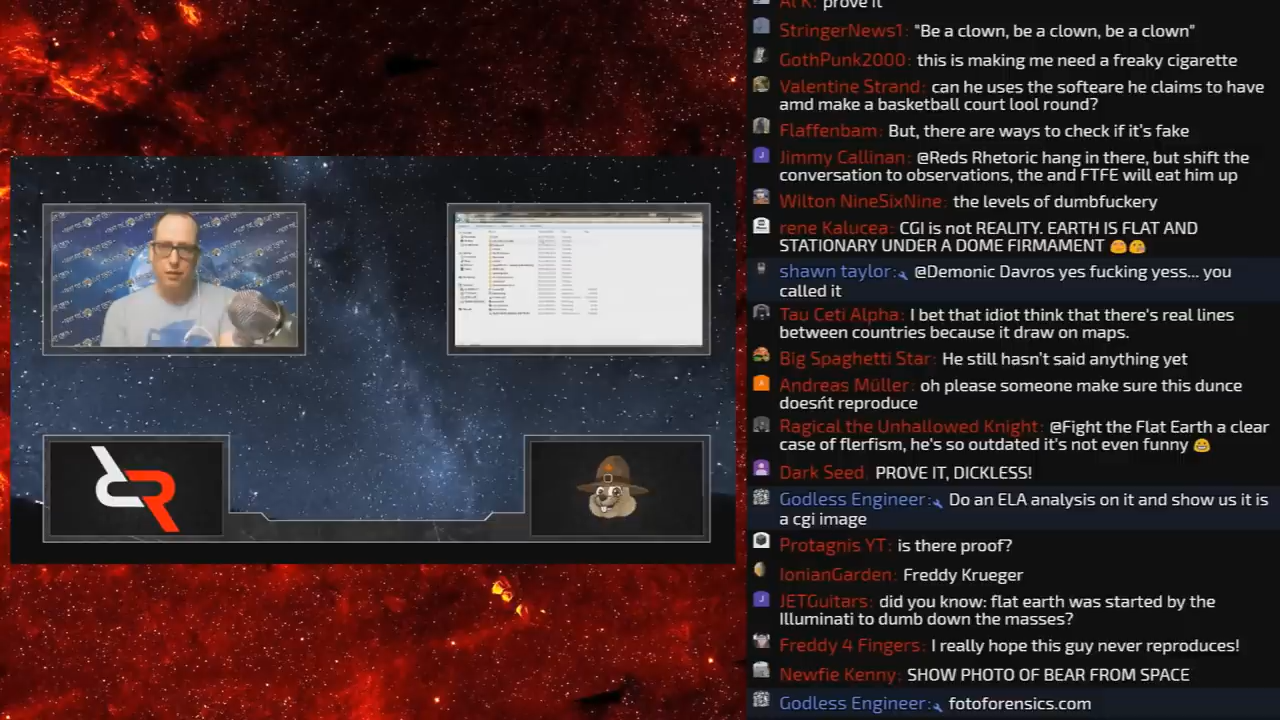 Al K: prove it
StringerNews1: "Be a clown, be a clown, be a clown"
GothPunk2000: this is making me need a freaky cigarette
Valentine Strand: can he uses the softeare he claims to have
amd make a basketball court lool round?
Flaffenbam: But, there are ways to check if it's fake
Jimmy Callinan: @Reds Rhetoric hang in there, but shift the
conversation to observations, the and FTFE will eat him up
Wilton NineSixNine: the levels of dumbfuckery
rene Kalucea: CGI is not REALITY. EARTH IS FLAT AND
STATIONARY UNDER A DOME FIRMAMENT
shawn taylor: @Demonic Davros yes fucking yess...you
called it
Tau Ceti Alpha: I bet that idiot think that there's real lines
between countries because it draw on maps.
Big Spaghetti Star: He still hasn't said anything yet
Andreas Müller: oh please someone make sure this dunce
doesńt reproduce
Ragical the Unhallowed Knight: @Fight the Flat Earth a clear
case of flerfism, he's so outdated it's not even funny
Dark Seed: PROVE IT, DICKLESS!
Godless Engineer: Do an ELA analysis on it and show us it is
a cgi image
Protagnis YT: is there proof?
IonianGarden: Freddy Krueger
JETGuitars: did you know: flat earth was started by the
Illuminati to dumb down the masses?
Freddy 4 Fingers: I really hope this guy never reproduces!
Newfie Kenny: SHOW PHOTO OF BEAR FROM SPACE
Godless Engineer: fotoforensics.com